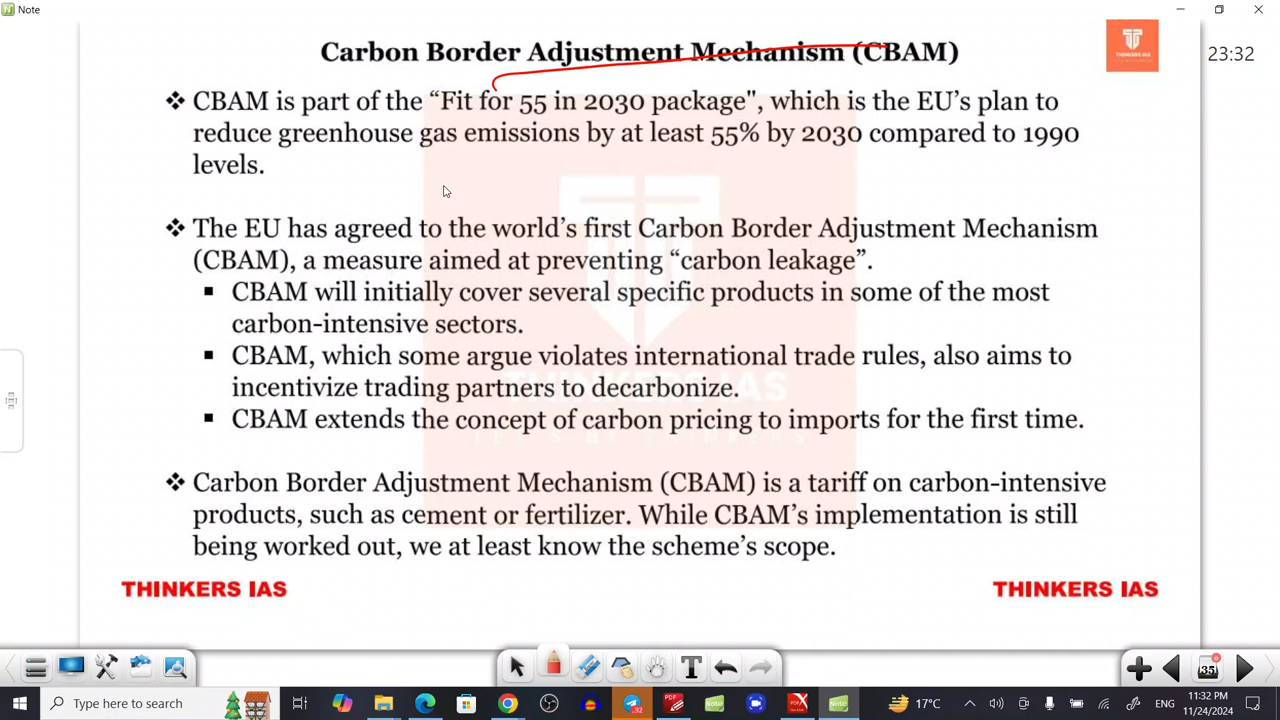 Note
Carbon Border Adjustment Mechanism (CBAM)
23:32
❖ CBAM is part of the “Fit for 55 in 2030 package", which is the EU’s plan to
reduce greenhouse gas emissions by at least 55% by 2030 compared to 1990
levels.
❖ The EU has agreed to the world’s first Carbon Border Adjustment Mechanism
(CBAM), a measure aimed at preventing “carbon leakage”.
▪ CBAM will initially cover several specific products in some of the most
carbon-intensive sectors.
▪ CBAM, which some argue violates international trade rules, also aims to
incentivize trading partners to decarbonize.
▪ CBAM extends the concept of carbon pricing to imports for the first time.
❖ Carbon Border Adjustment Mechanism (CBAM) is a tariff on carbon-intensive
products, such as cement or fertilizer. While CBAM’s implementation is still
being worked out, we at least know the scheme’s scope.
THINKERS IAS
THINKERS IAS
THINKERS IAS
35
Type here to search
17°C
ENG
11:32 PM
11/24/2024